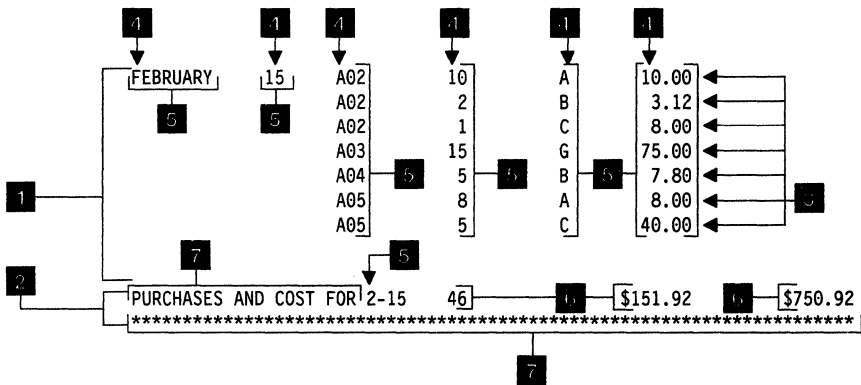 4 4 4 4 4 4
FEBRUARY 15 A02 10 A 10.00
A02 2 B 3.12
5 5
A02 1 C 8.00
A03 15 G 75.00
1 A04 5 5 5 B 5 7.80
A05 8 A 8.00 3
A05 5 C 40.00
7 5
2
PURCHASES AND COST FOR 2-15 46 6 $151.92 6 $750.92
***********************************************************************
7